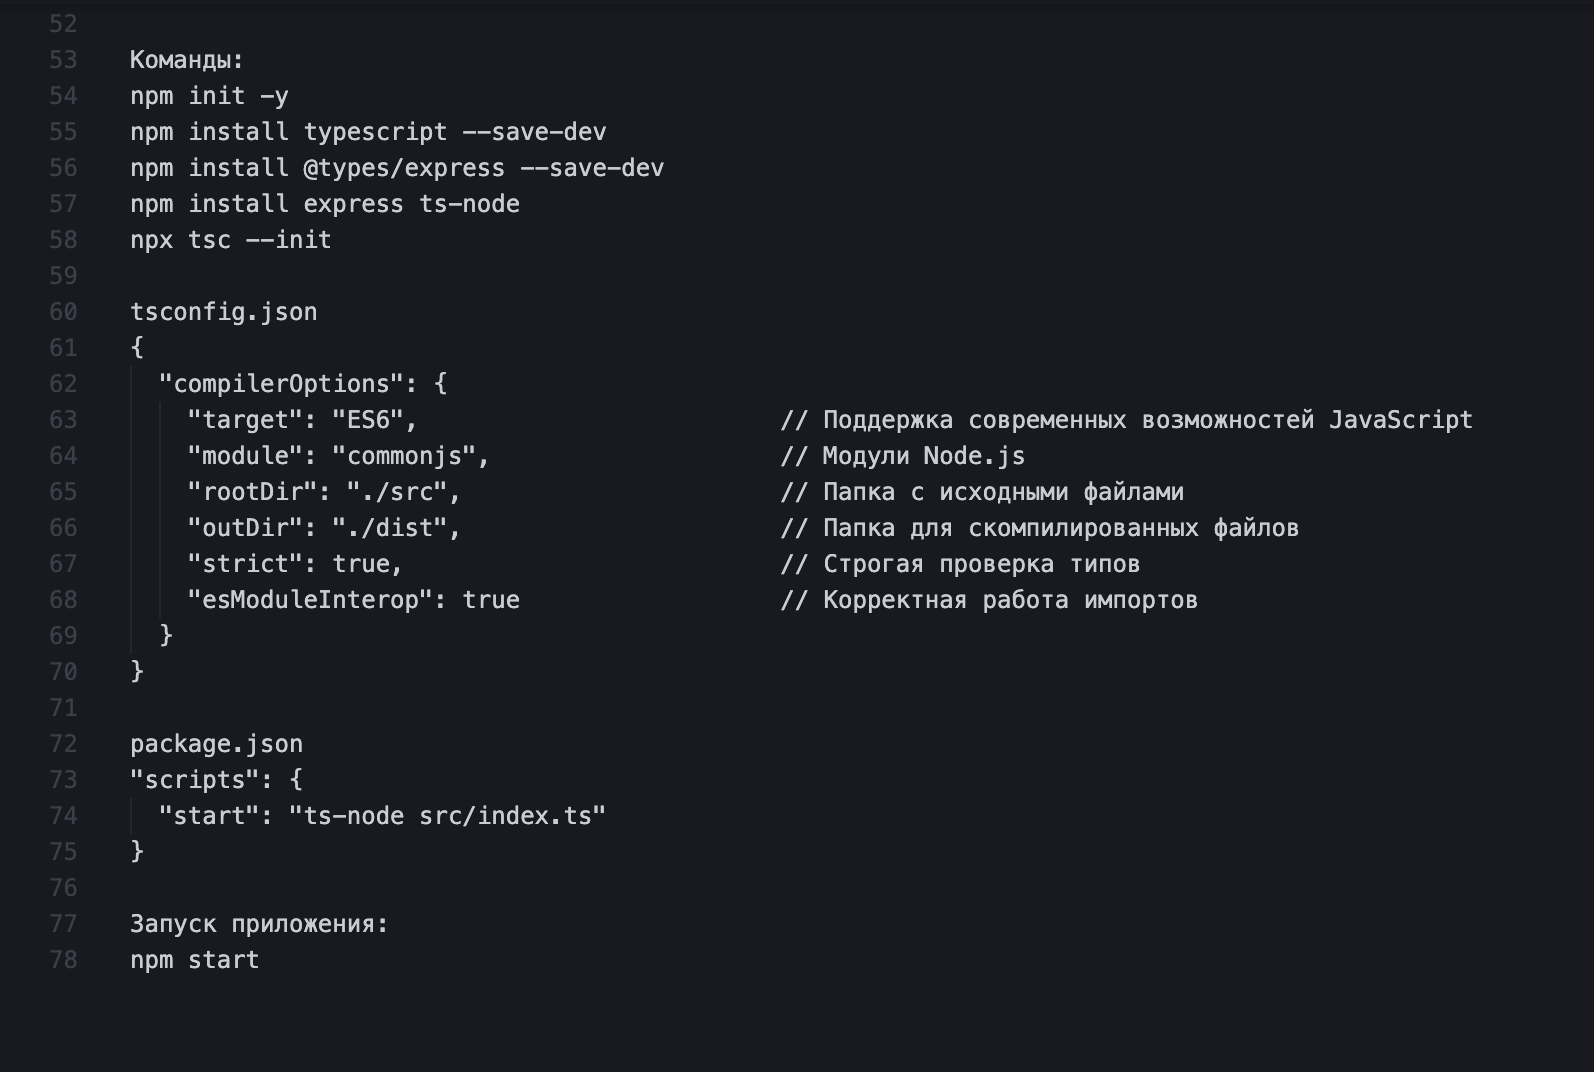 52
53 Команды:
54 npm init -y
55 npm install typescript --save-dev
56 npm install @types/express --save-dev
57 npm install express ts-node
58 npx tsc --init
59
60 tsconfig.json
61 {
62   "compilerOptions": {
63     "target": "ES6",                         // Поддержка современных возможностей JavaScript
64     "module": "commonjs",                    // Модули Node.js
65     "rootDir": "./src",                      // Папка с исходными файлами
66     "outDir": "./dist",                      // Папка для скомпилированных файлов
67     "strict": true,                          // Строгая проверка типов
68     "esModuleInterop": true                  // Корректная работа импортов
69   }
70 }
71
72 package.json
73 "scripts": {
74   "start": "ts-node src/index.ts"
75 }
76
77 Запуск приложения:
78 npm start